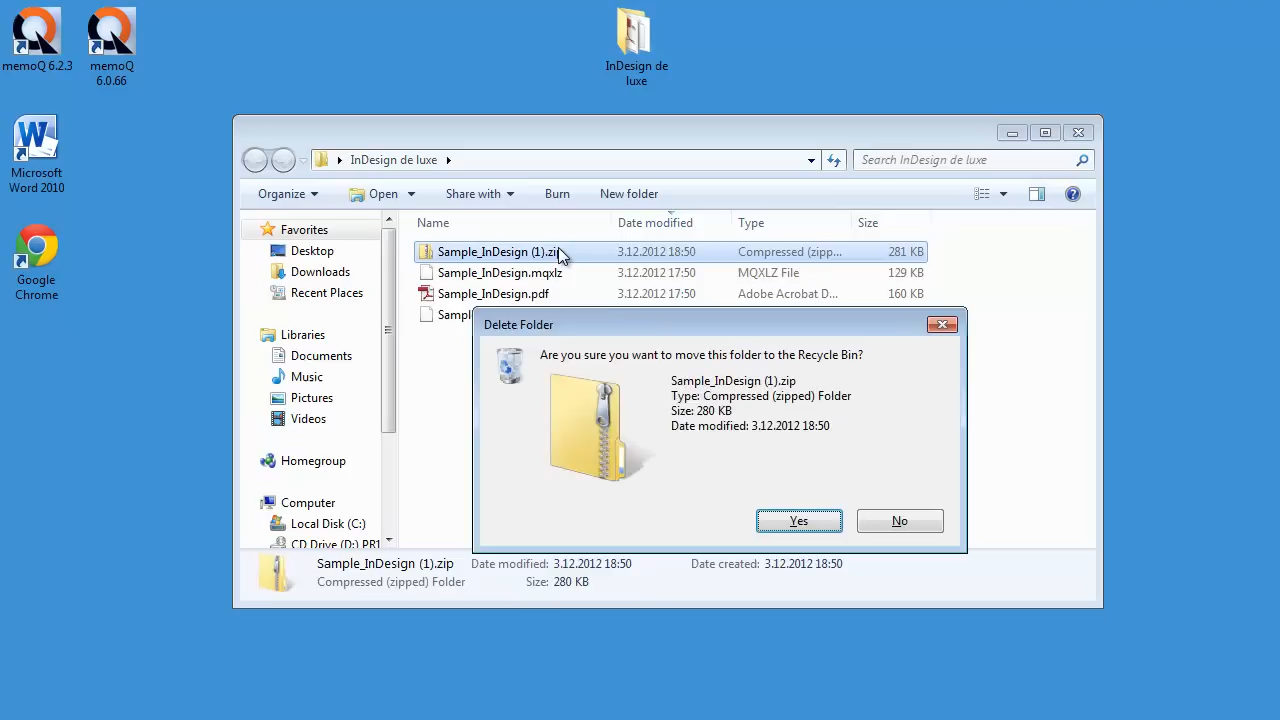 memoQ 6.2.3
memoQ
6.0.66
InDesign de
luxe
Microsoft
Word 2010
Google
Chrome
InDesign de luxe
Search InDesign de luxe
Organize
Open
Share with
Burn
New folder
Name
Date modified
Type
Size
Favorites
Desktop
Downloads
Recent Places
Libraries
Documents
Music
Pictures
Videos
Homegroup
Computer
Local Disk (C:)
CD Drive (D:) PR1
Sample_InDesign (1).zip 3.12.2012 18:50 Compressed (zipp... 281 KB
Sample_InDesign.mqxlz 3.12.2012 17:50 MQXLZ File 129 KB
Sample_InDesign.pdf 3.12.2012 17:50 Adobe Acrobat D... 160 KB
Sampl
Delete Folder
Are you sure you want to move this folder to the Recycle Bin?
Sample_InDesign (1).zip
Type: Compressed (zipped) Folder
Size: 280 KB
Date modified: 3.12.2012 18:50
Yes
No
Sample_InDesign (1).zip Date modified: 3.12.2012 18:50 Date created: 3.12.2012 18:50
Compressed (zipped) Folder Size: 280 KB